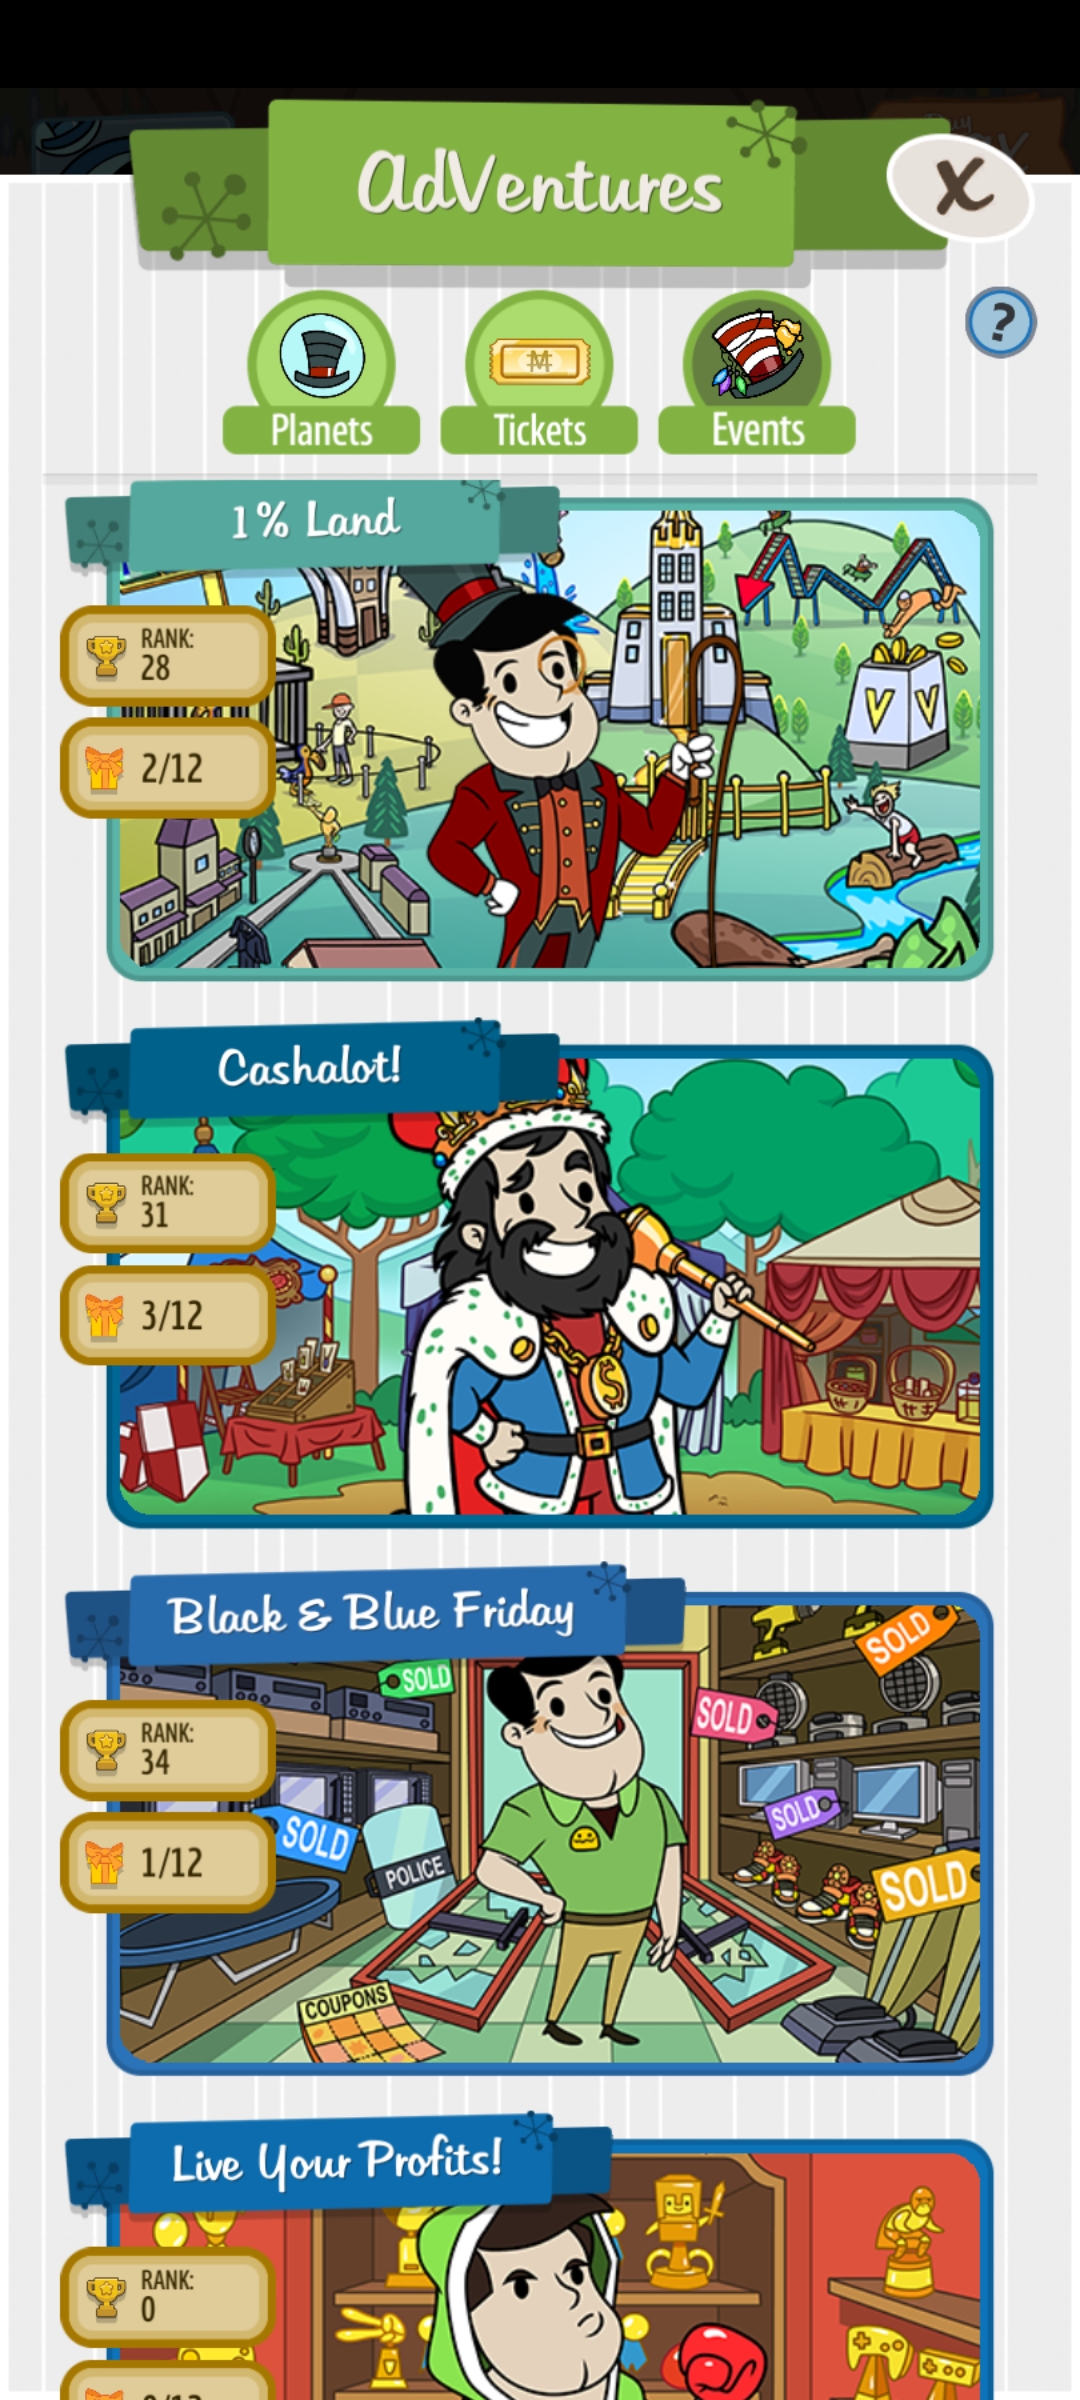 AdVentures
X
?
Planets
Tickets
Events
1% Land
RANK:
28
2/12
V V
Cashalot!
RANK:
31
3/12
$
Black & Blue Friday
SOLD
SOLD
SOLD
RANK:
34
SOLD
SOLD
POLICE
SOLD
1/12
COUPONS
Live Your Profits!
RANK:
0